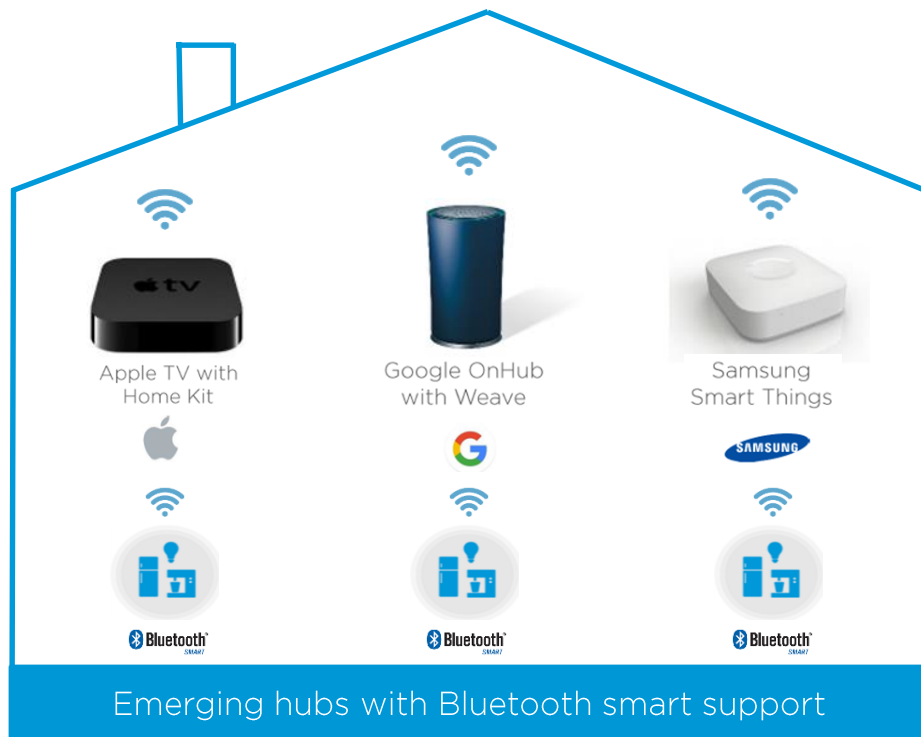 tv
Apple TV with
Home Kit
Google OnHub
with Weave
Samsung
Smart Things
G
SAMSUNG
Bluetooth
SMART
Bluetooth
SMART
Bluetooth
SMART
Emerging hubs with Bluetooth smart support